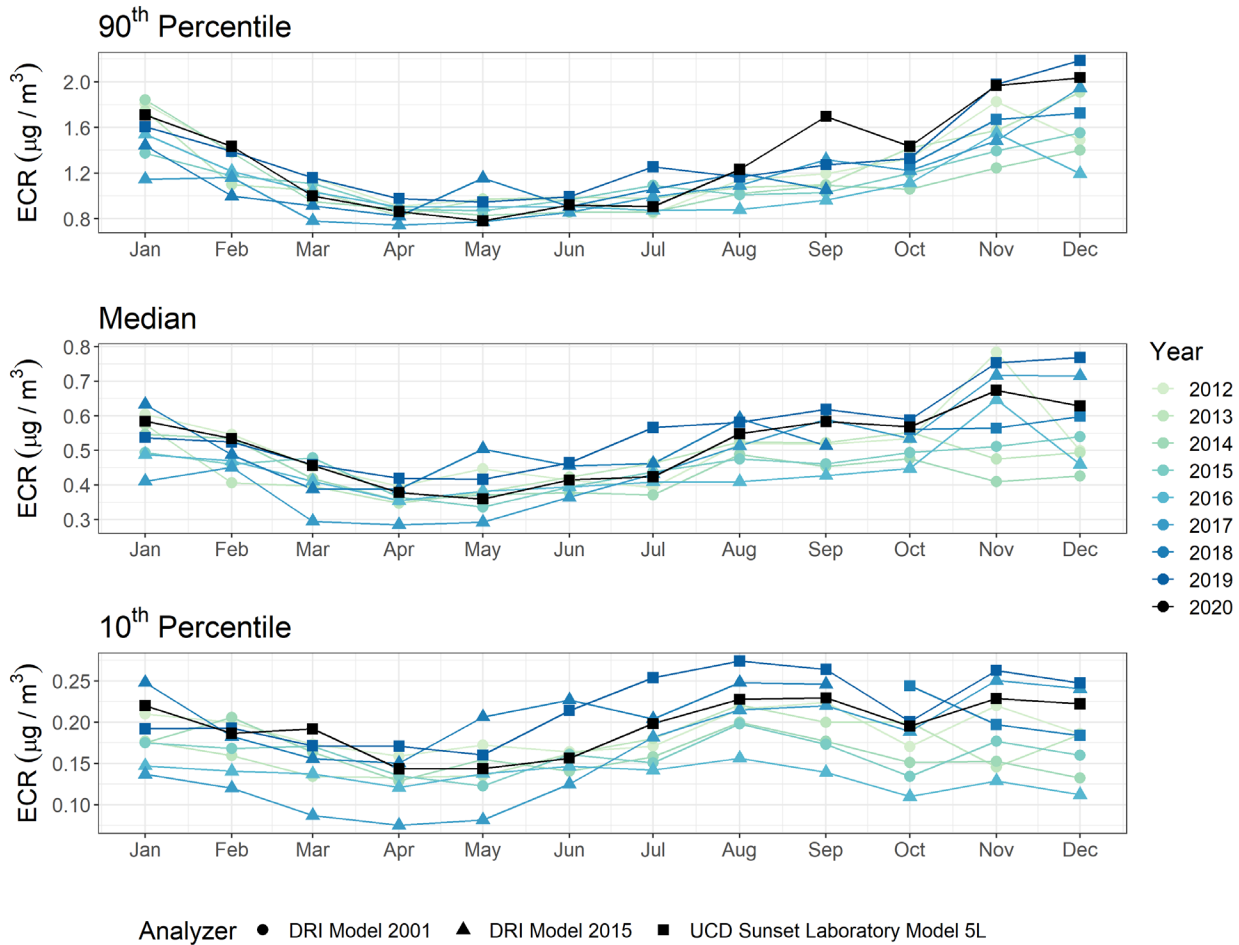 90th Percentile
ECR (µg / m3)
2.0
1.6
1.2
0.8
Jan Feb Mar Apr May Jun Jul Aug Sep Oct Nov Dec
Median
ECR (µg / m3)
0.8
0.7
0.6
0.5
0.4
0.3
Jan Feb Mar Apr May Jun Jul Aug Sep Oct Nov Dec
10th Percentile
ECR (µg / m3)
0.25
0.20
0.15
0.10
Jan Feb Mar Apr May Jun Jul Aug Sep Oct Nov Dec
Year
2012
2013
2014
2015
2016
2017
2018
2019
2020
Analyzer DRI Model 2001 DRI Model 2015 UCD Sunset Laboratory Model 5L